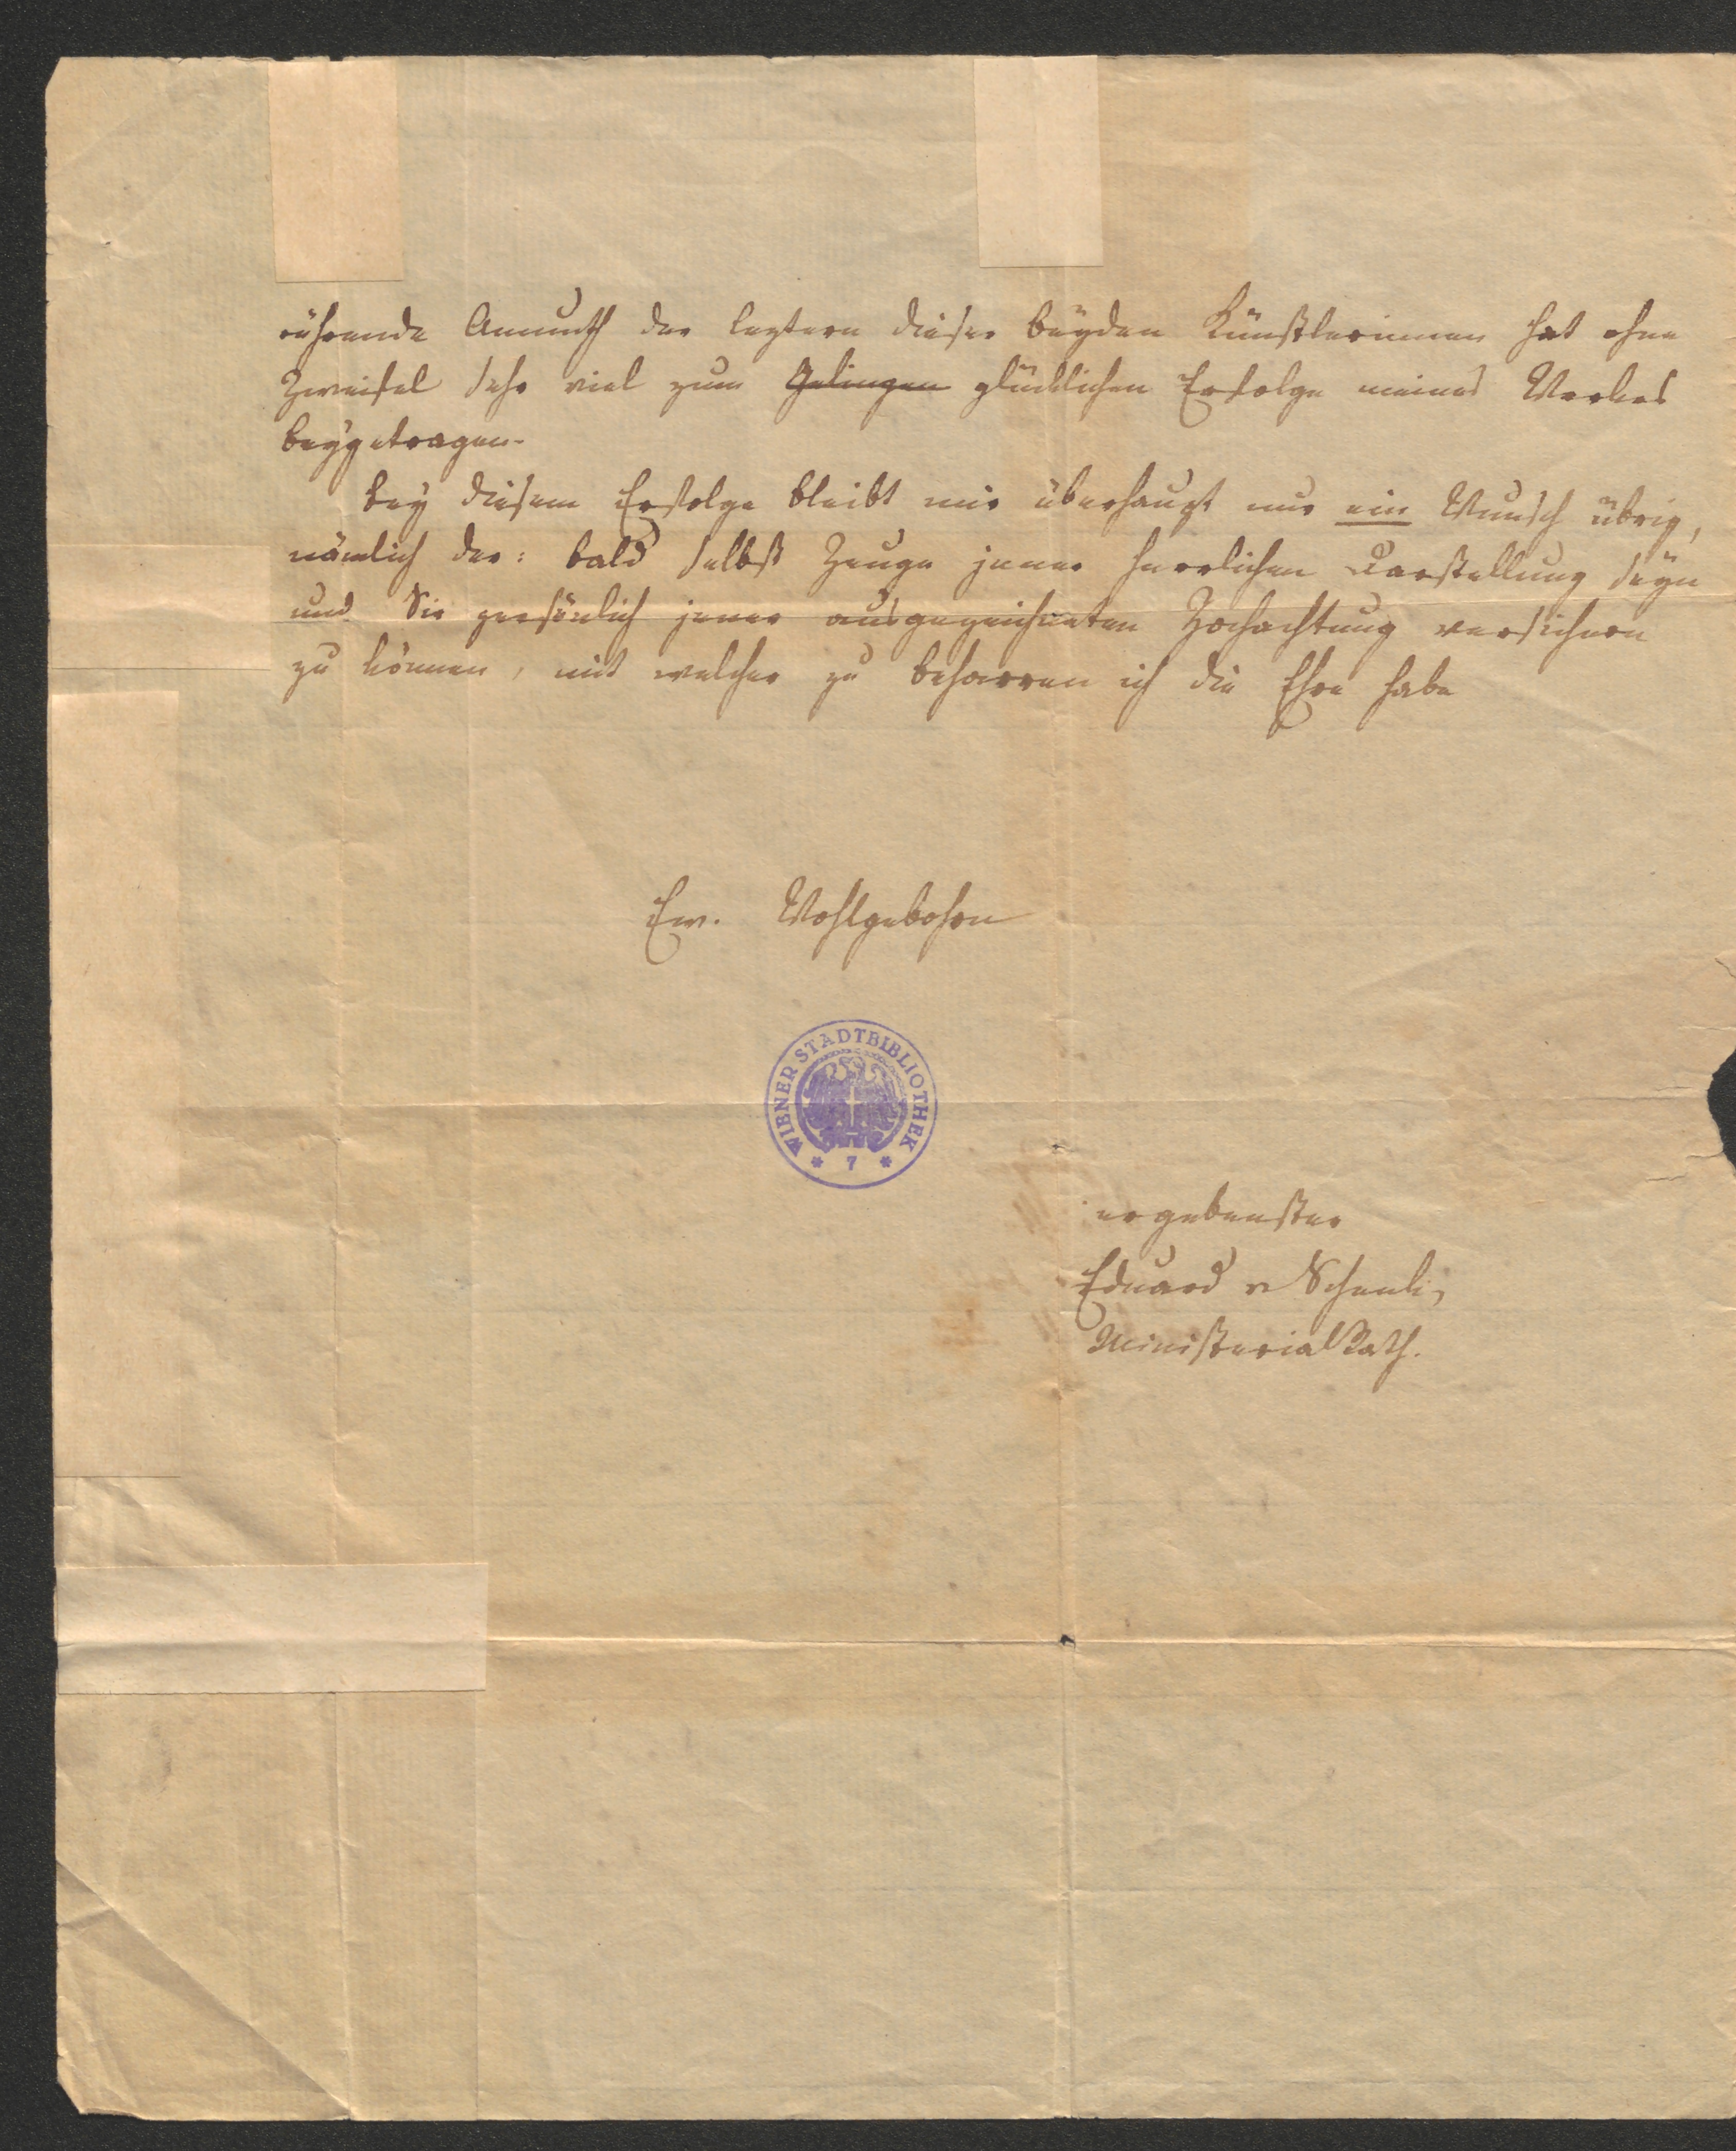 rührende Anmuth der leztern dieser beyden Künstlerinnen hat ohne
Zweifel sehr viel zum Gelingen glücklichen Erfolge meines Werkes
beygetragen.
Bey diesem Erfolge bleibt mir überhaupt nur ein Wunsch übrig,
nämlich der: bald selbst Zeuge jener herrlichen Darstellung seyn
und Sie persönlich jener ausgezeichneten Hochachtung versichern
zu können, mit welcher zu beharren ich die Ehre habe
Ew. Wohlgebohrn
WIENER STADTBIBLIOTHEK
* 7 *
ergebenster
Eduard v Schenk,
MinisterialRath.